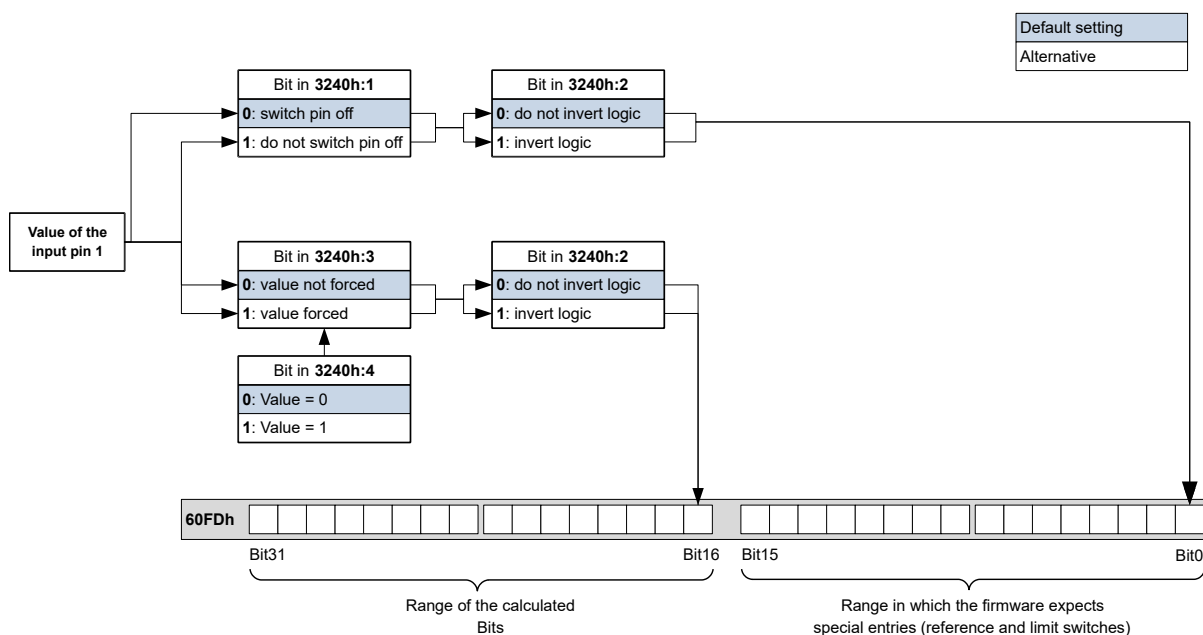 Default setting
Alternative
Bit in 3240h:1
0: switch pin off
1: do not switch pin off
Bit in 3240h:2
0: do not invert logic
1: invert logic
Value of the
input pin 1
Bit in 3240h:3
0: value not forced
1: value forced
Bit in 3240h:2
0: do not invert logic
1: invert logic
Bit in 3240h:4
0: Value = 0
1: Value = 1
60FDh
Bit31
Bit16
Bit15
Bit0
Range of the calculated
Bits
Range in which the firmware expects
special entries (reference and limit switches)